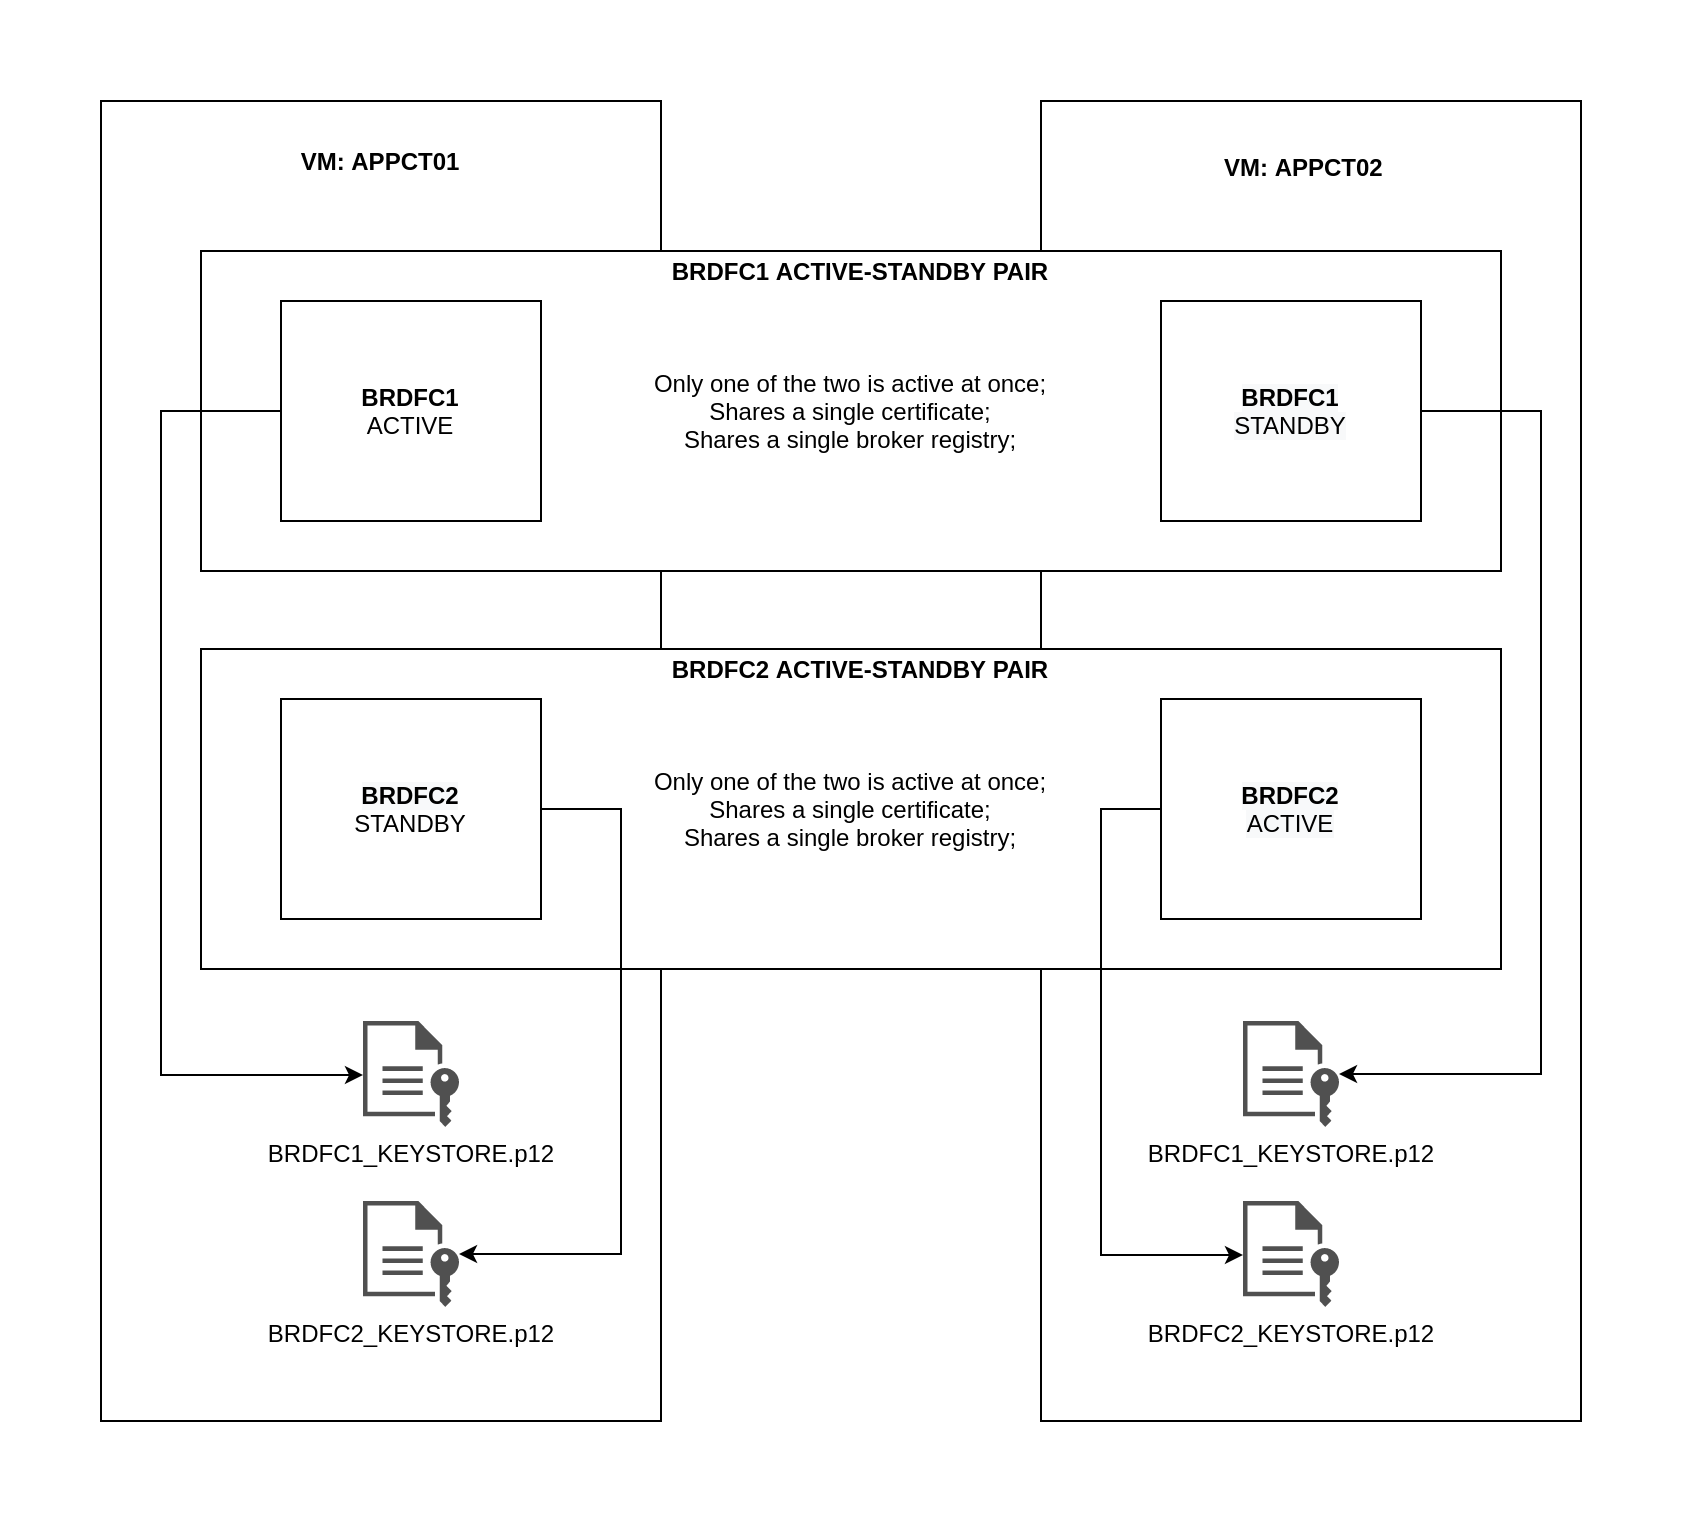 VM: APPCT01
VM: APPCT02
BRDFC1 ACTIVE-STANDBY PAIR
BRDFC1
ACTIVE
Only one of the two is active at once;
Shares a single certificate;
Shares a single broker registry;
BRDFC1
STANDBY
BRDFC2 ACTIVE-STANDBY PAIR
BRDFC2
STANDBY
Only one of the two is active at once;
Shares a single certificate;
Shares a single broker registry;
BRDFC2
ACTIVE
BRDFC1_KEYSTORE.p12
BRDFC1_KEYSTORE.p12
BRDFC2_KEYSTORE.p12
BRDFC2_KEYSTORE.p12